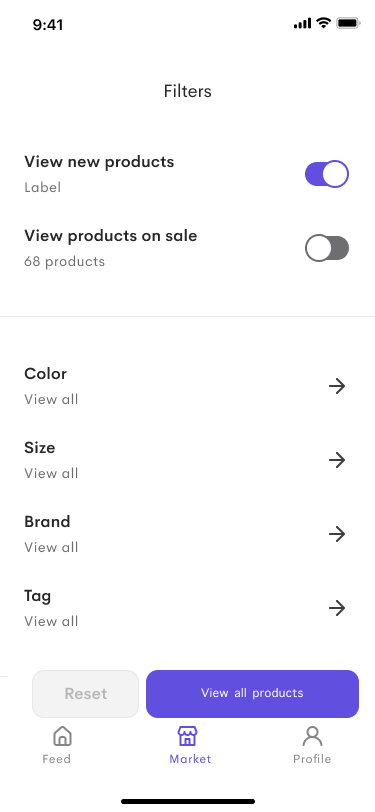 9:41
Filters
View new products
Label
View products on sale
68 products
Color
View all
Size
View all
Brand
View all
Tag
View all
Reset
View all products
Feed
Market
Profile